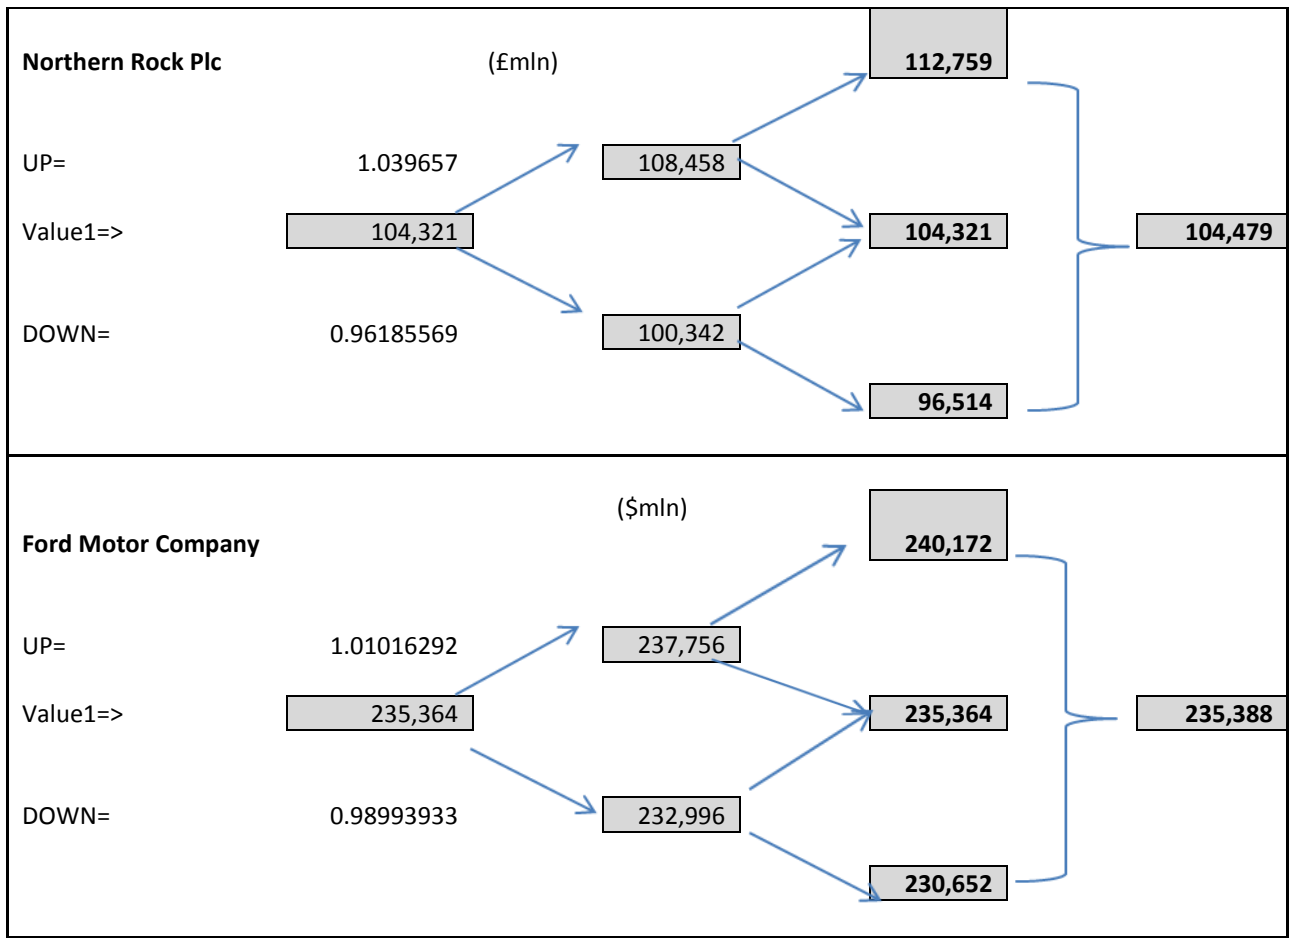 Northern Rock Plc (£mln) 112,759
UP= 1.039657 108,458
Value1=> 104,321 104,321 104,479
DOWN= 0.96185569 100,342
96,514
($mln)
Ford Motor Company 240,172
UP= 1.01016292 237,756
Value1=> 235,364 235,364 235,388
DOWN= 0.98993933 232,996
230,652